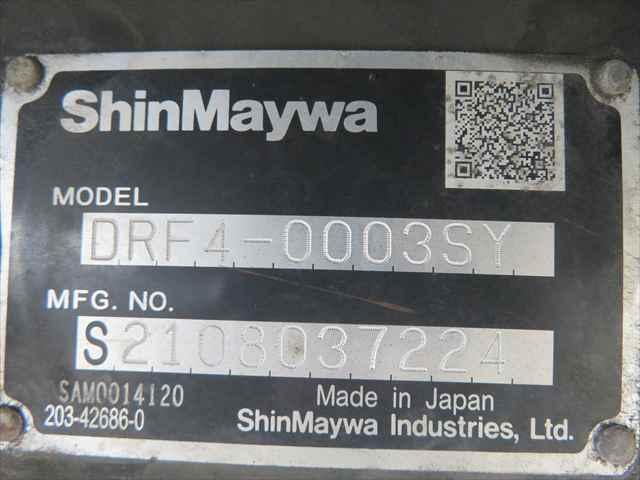 ShinMaywa
MODEL
DRF4-0003SY
MFG. NO.
S2108037224
SAM0014120
Made in Japan
203-42686-0
ShinMaywa Industries, Ltd.